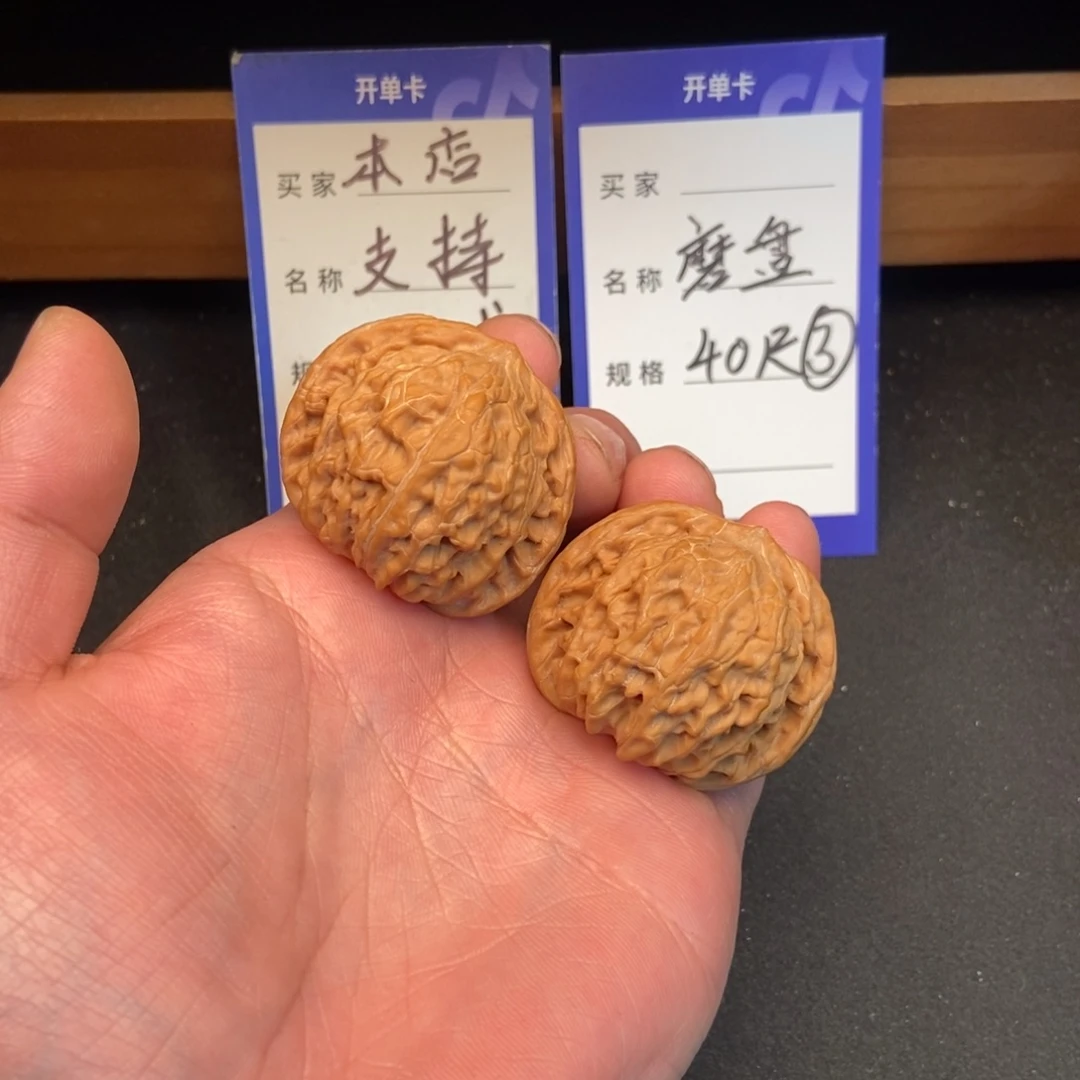 开单卡
买家 本店
名称 支持
规
开单卡
买家
名称 磨盘
规格 40尺③